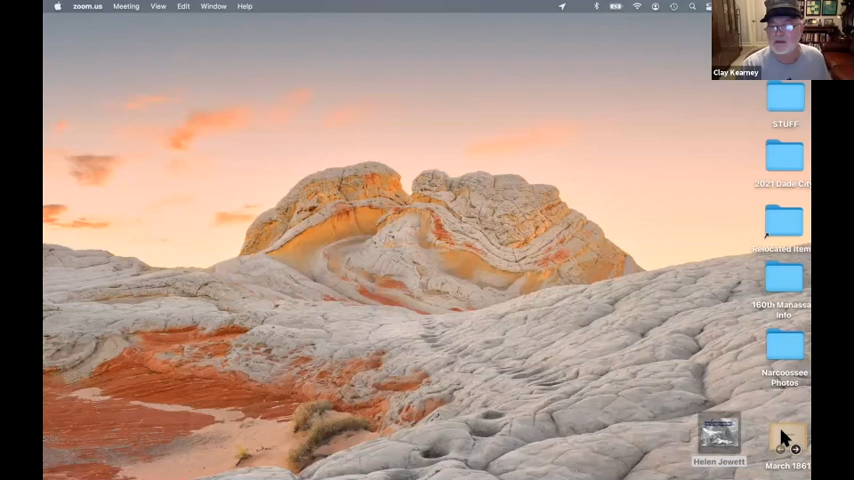 zoom.us Meeting View Edit Window Help
Clay Kearney
STUFF
2021 Dade City
Relocated Item
160th Manassa
info
Narcoossee
Photos
Helen Jewett
March 1861